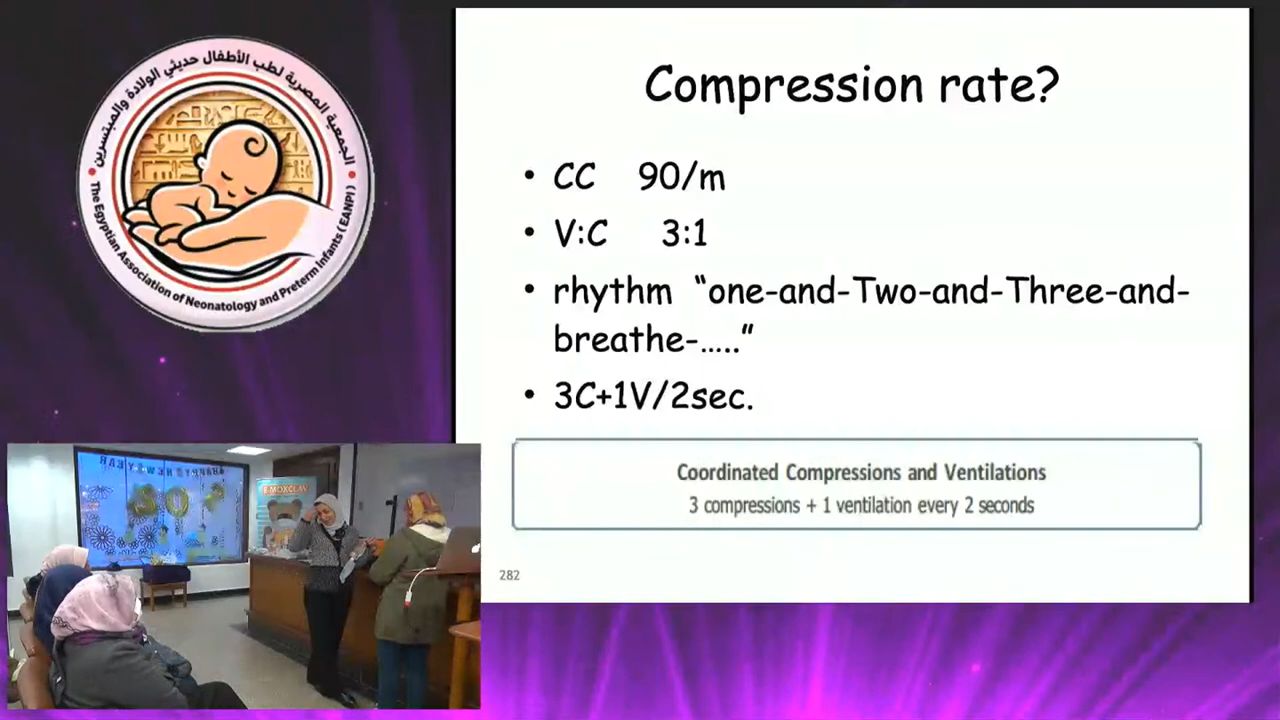 الجمعية المصرية لطب الأطفال حديثي الولادة والمبتسرين
The Egyptian Association of Neonatology and Preterm Infants ( EANPI )
Compression rate?
• CC 90/m
• V:C 3:1
• rhythm “one-and-Two-and-Three-and-
breathe-.....”
• 3C+1V/2sec.
Coordinated Compressions and Ventilations
3 compressions + 1 ventilation every 2 seconds
282